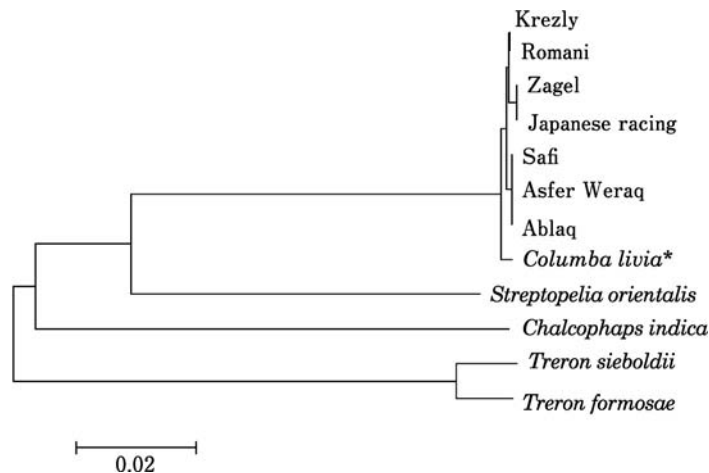 Krezly
Romani
Zagel
Japanese racing
Safi
Asfer Weraq
Ablaq
Columba livia*
Streptopelia orientalis
Chalcophaps indica
Treron sieboldii
Treron formosae
0.02